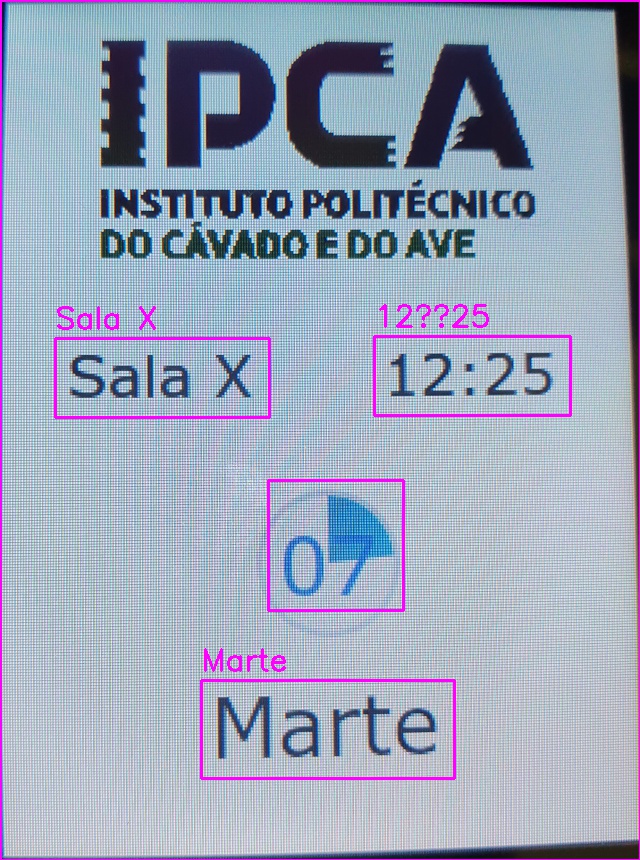 IPCA
INSTITUTO POLITÉCNICO
DO CÁVADO E DO AVE
Sala X 12??25
Sala X 12:25
07
Marte
Marte